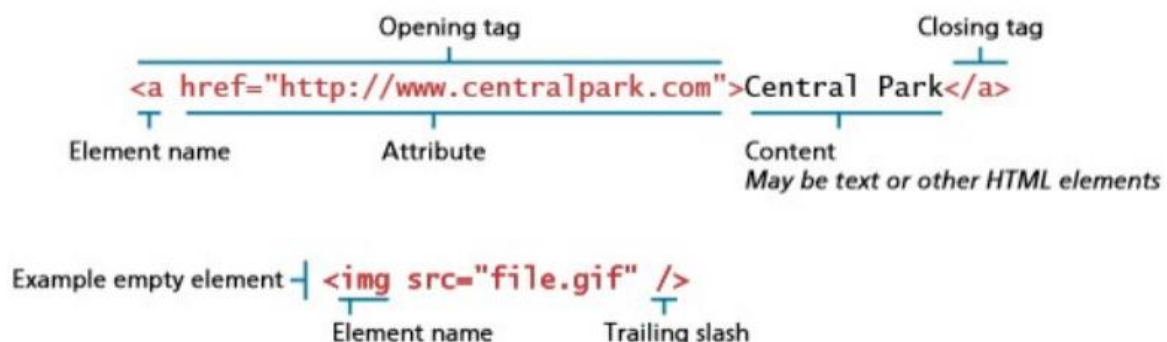 Opening tag Closing tag
<a href="http://www.centralpark.com">Central Park</a>
Element name Attribute Content
May be text or other HTML elements
Example empty element <img src="file.gif" />
Element name Trailing slash